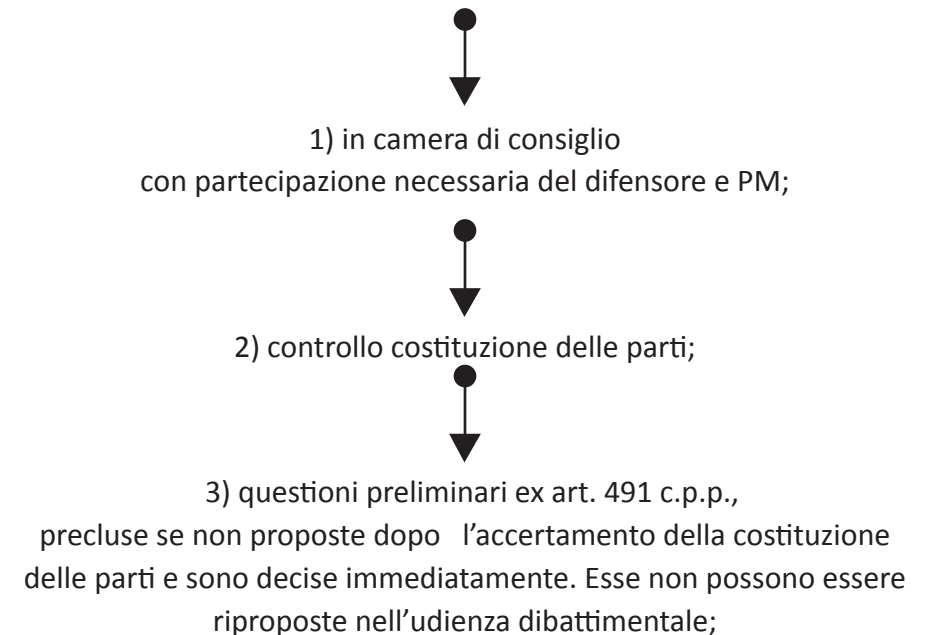 1) in camera di consiglio
con partecipazione necessaria del difensore e PM;
2) controllo costituzione delle parti;
3) questioni preliminari ex art. 491 c.p.p.,
precluse se non proposte dopo l’accertamento della costituzione
delle parti e sono decise immediatamente. Esse non possono essere
riproposte nell’udienza dibattimentale;